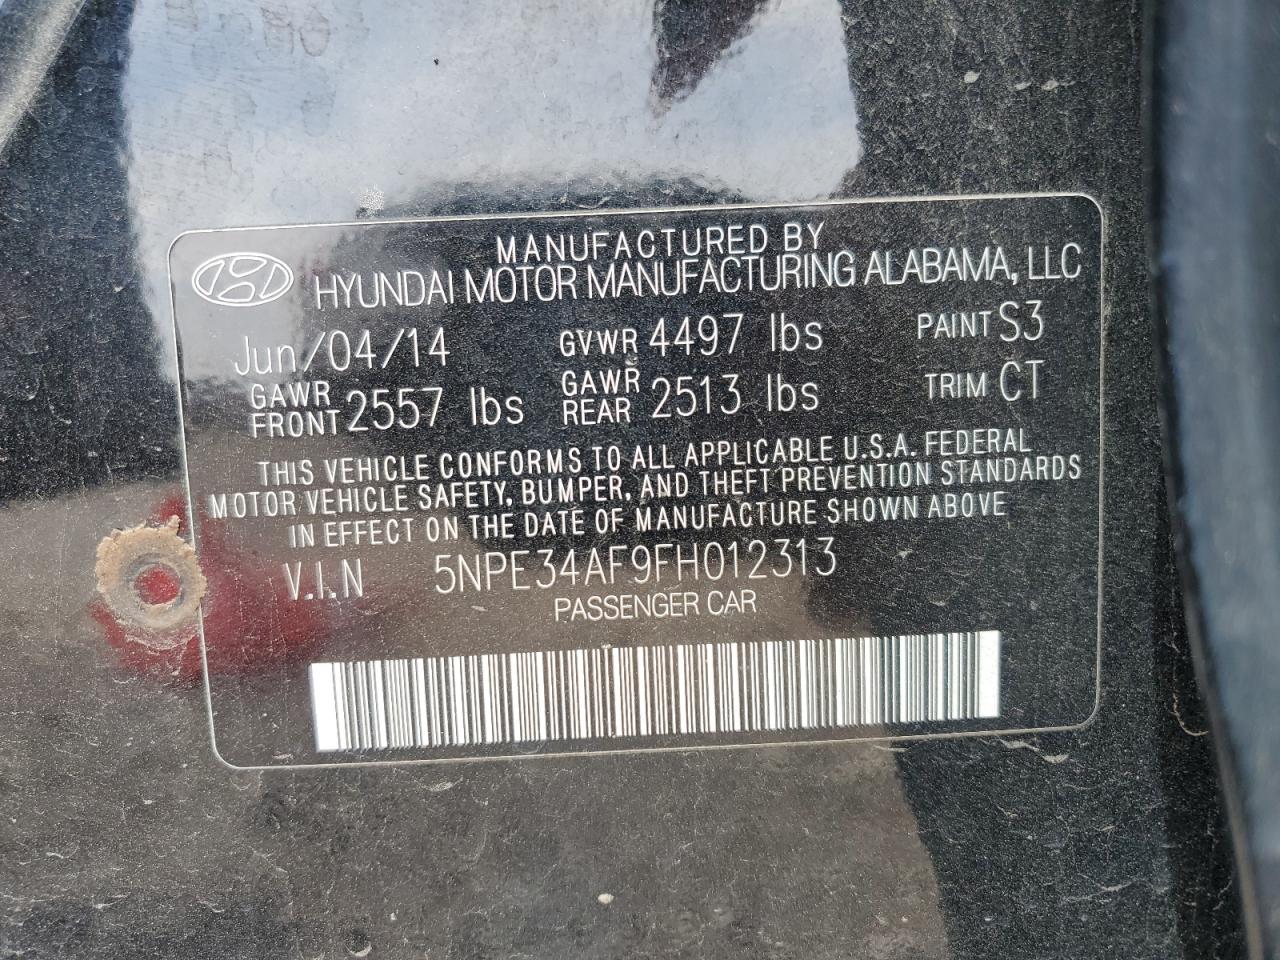 MANUFACTURED BY
HYUNDAI MOTOR MANUFACTURING ALABAMA, LLC
Jun/04/14 GVWR 4497 lbs PAINT S3
GAWR FRONT 2557 lbs GAWR REAR 2513 lbs TRIM CT
THIS VEHICLE CONFORMS TO ALL APPLICABLE U.S.A. FEDERAL
MOTOR VEHICLE SAFETY, BUMPER, AND THEFT PREVENTION STANDARDS
IN EFFECT ON THE DATE OF MANUFACTURE SHOWN ABOVE
V.I.N 5NPE34AF9FH012313
PASSENGER CAR